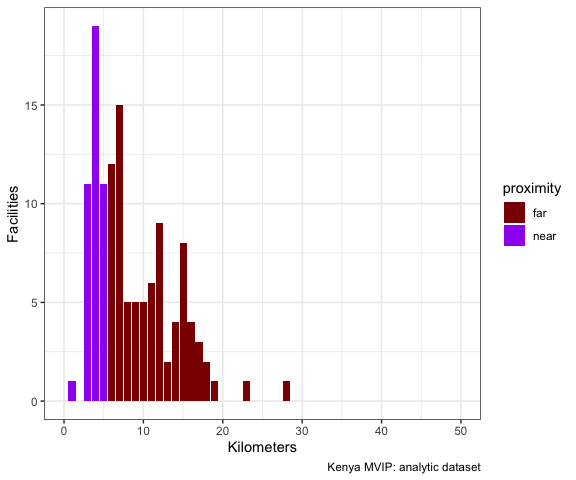 15
10
5
0
Facilities
0 10 20 30 40 50
Kilometers
Kenya MVIP: analytic dataset
proximity
far
near